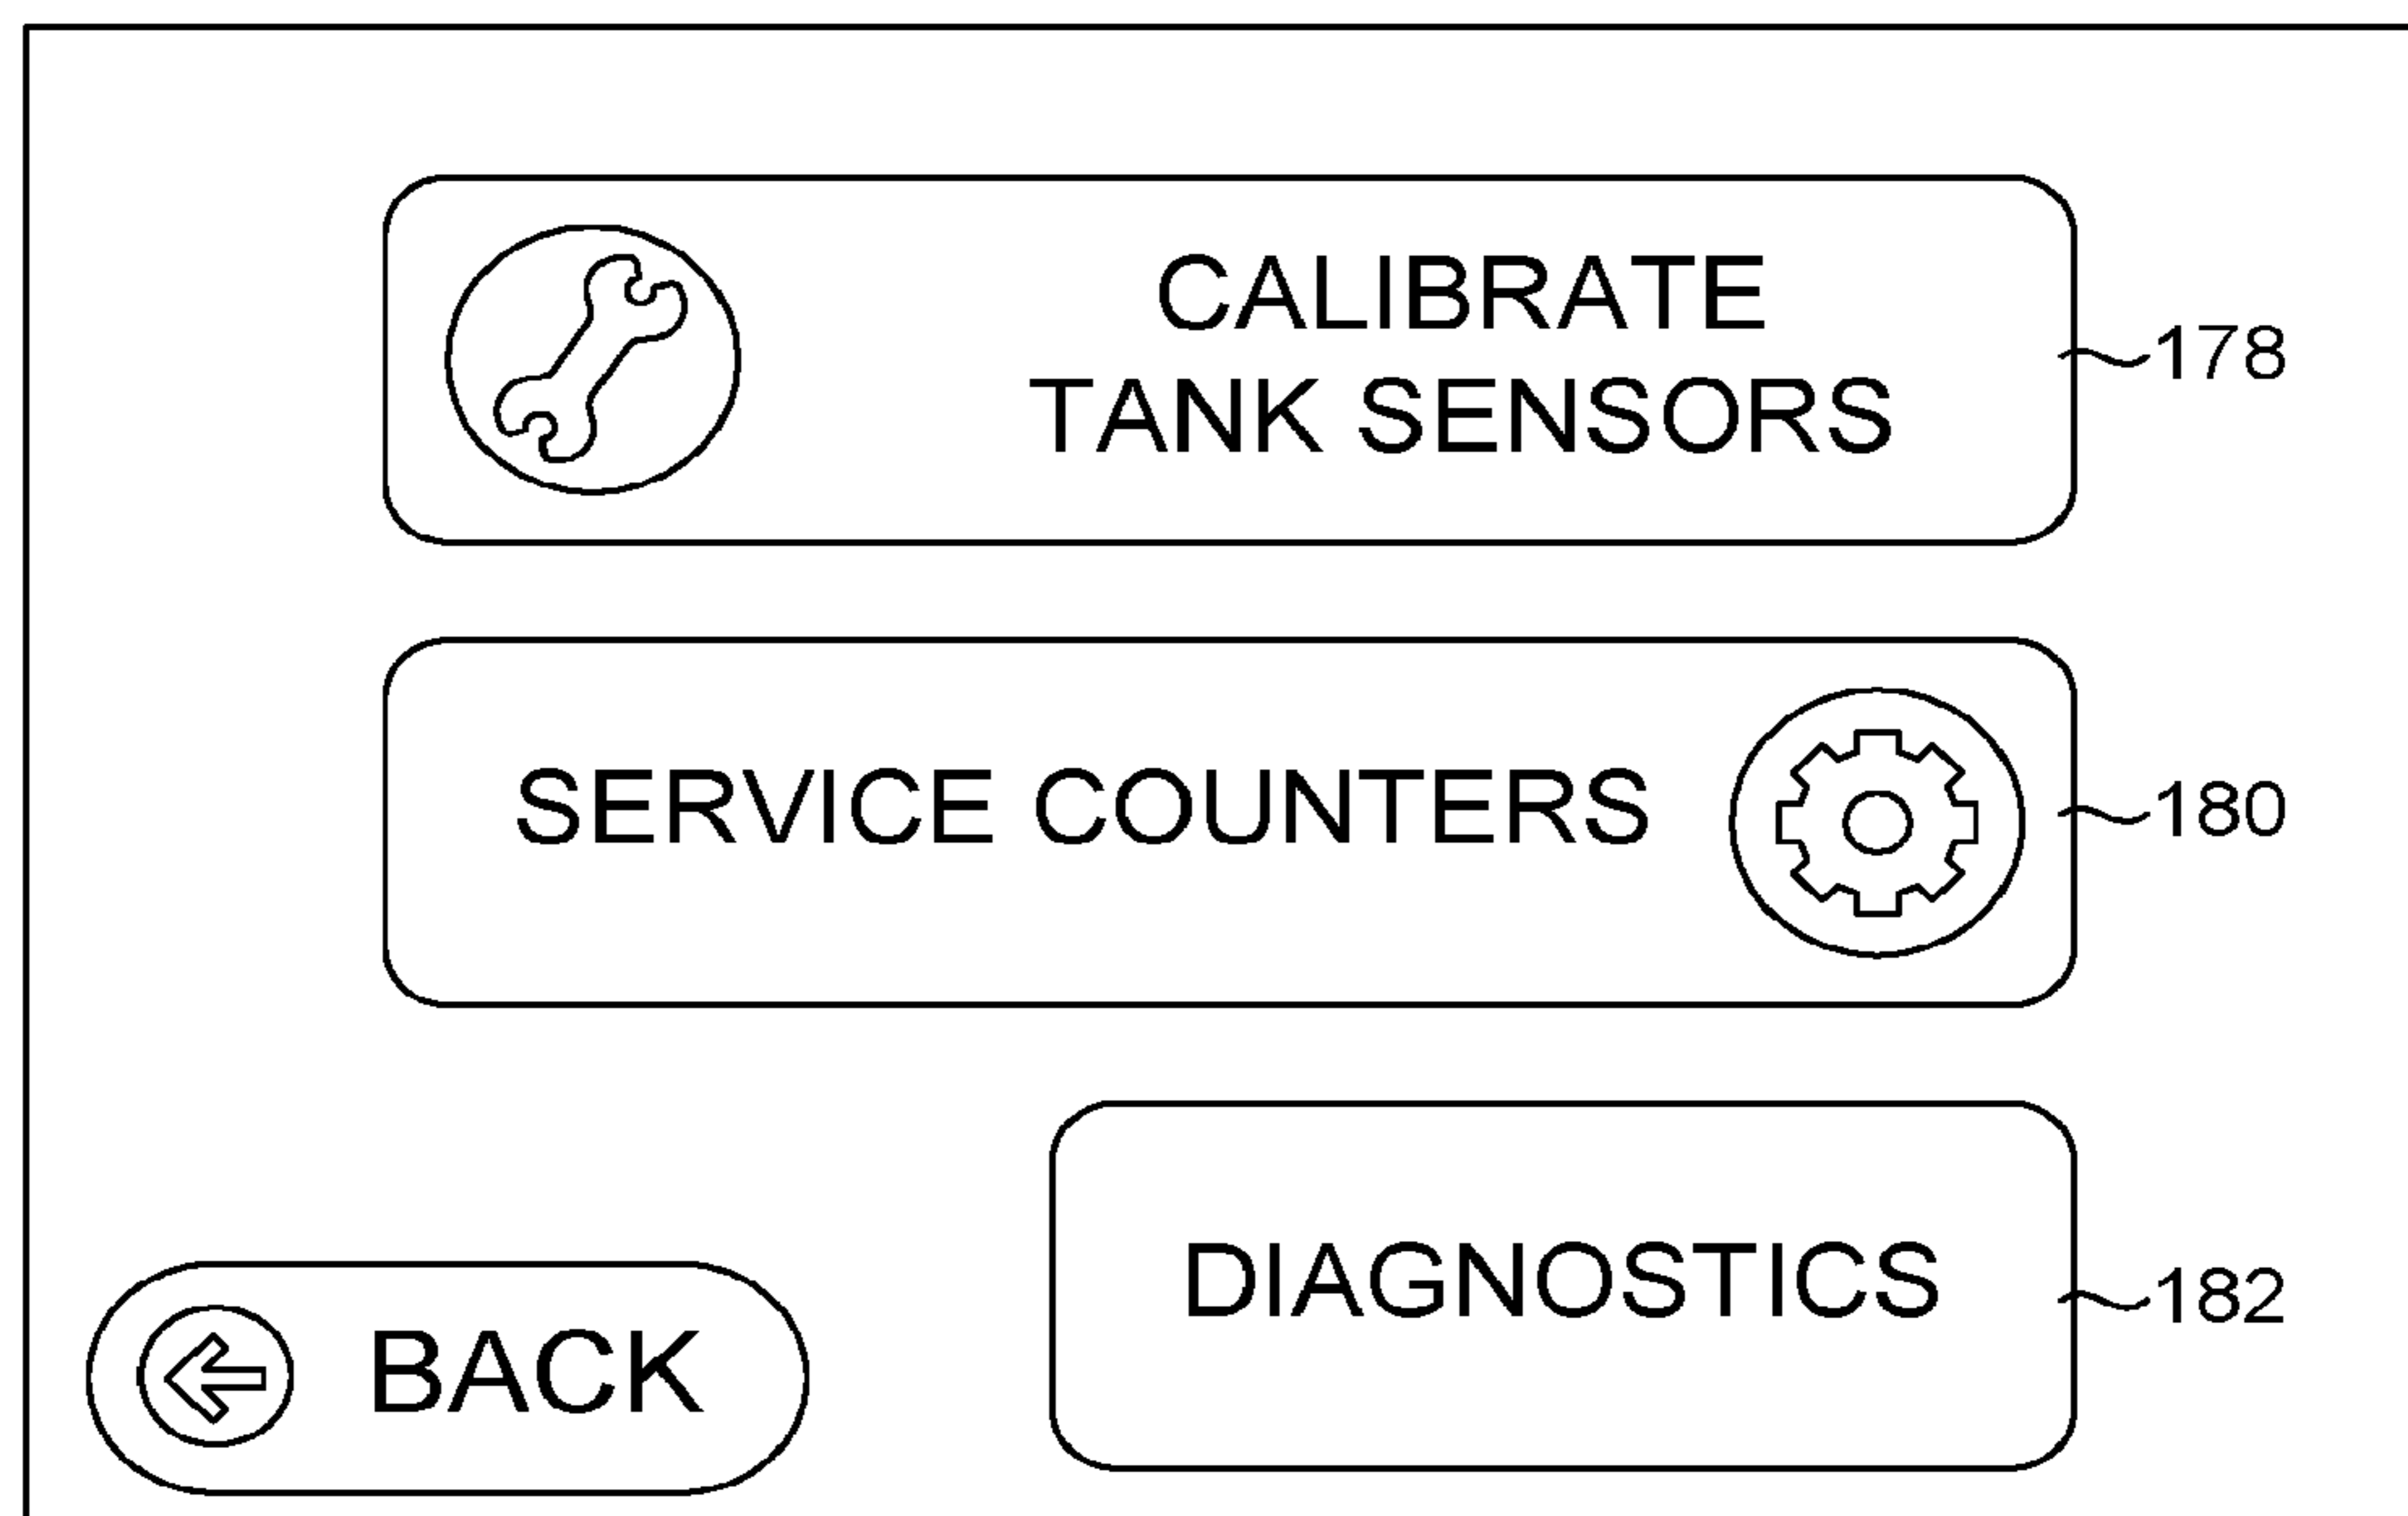 CALIBRATE
TANK SENSORS
178
SERVICE COUNTERS
180
DIAGNOSTICS
182
BACK